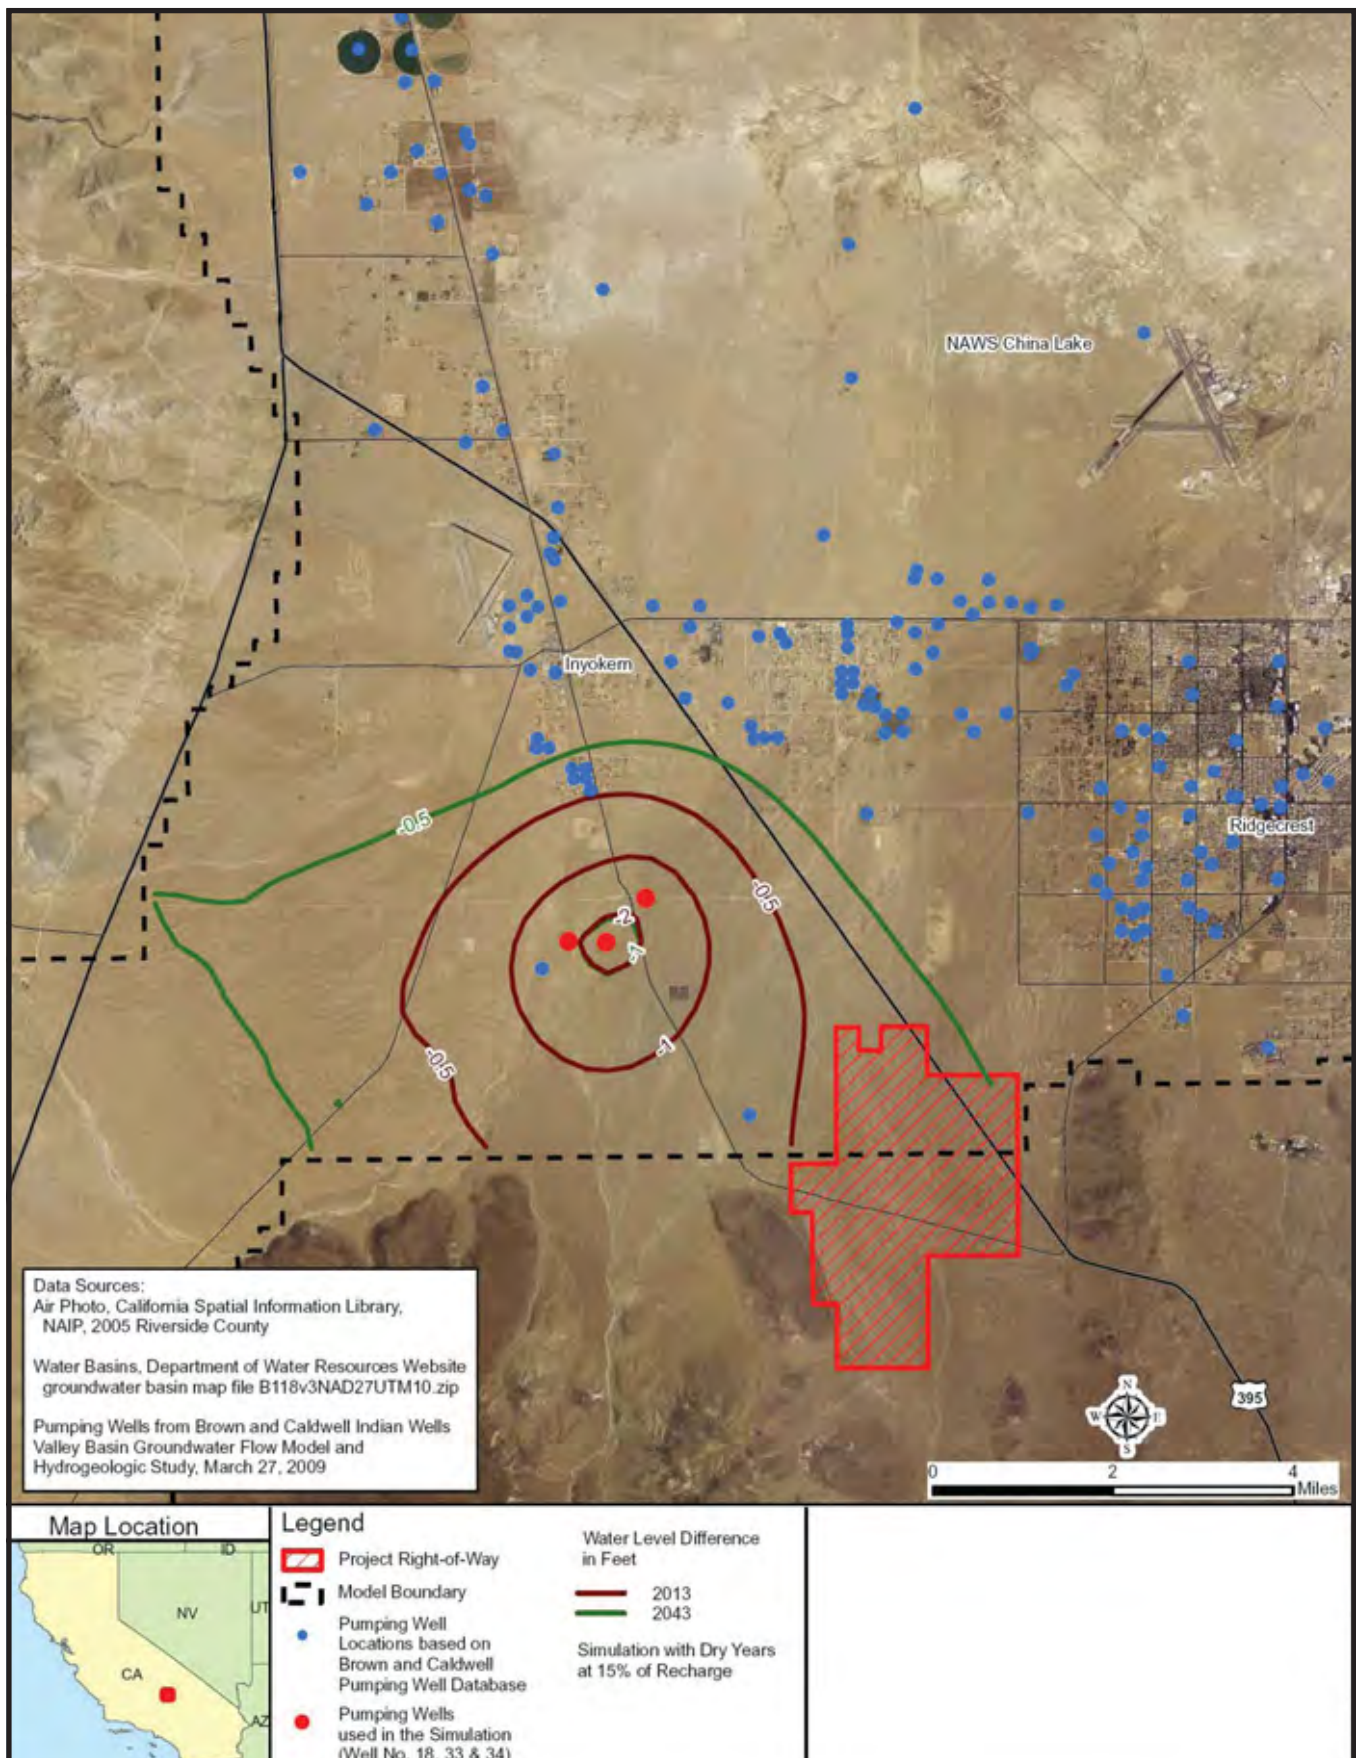 NAWS China Lake
Inyokern
-0.5
Ridgecrest
-0.5
-2
-1
-1
-0.5
Data Sources:
Air Photo, California Spatial Information Library,
NAIP, 2005 Riverside County
Water Basins, Department of Water Resources Website
groundwater basin map file B118v3NAD27UTM10.zip
Pumping Wells from Brown and Caldwell Indian Wells
Valley Basin Groundwater Flow Model and
Hydrogeologic Study, March 27, 2009
N
W E
S
395
0 2 4
Miles
Map Location
OR ID
NV UT
CA
AZ
Legend
Project Right-of-Way
Model Boundary
Pumping Well
Locations based on
Brown and Caldwell
Pumping Well Database
Pumping Wells
used in the Simulation
(Well No. 18, 33 & 34)
Water Level Difference
in Feet
2013
2043
Simulation with Dry Years
at 15% of Recharge